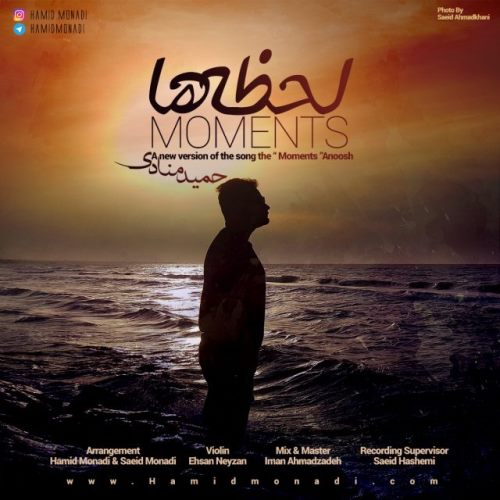 HAMID MONADI
HAMIDMONADI
Photo By
Saeid Ahmadkhani
لحظه ها
MOMENTS
A new version of the song the " Moments "Anoosh
حمید منادی
Arrangement
Hamid Monadi & Saeid Monadi
Violin
Ehsan Neyzan
Mix & Master
Iman Ahmadzadeh
Recording Supervisor
Saeid Hashemi
www.Hamidmonadi.com